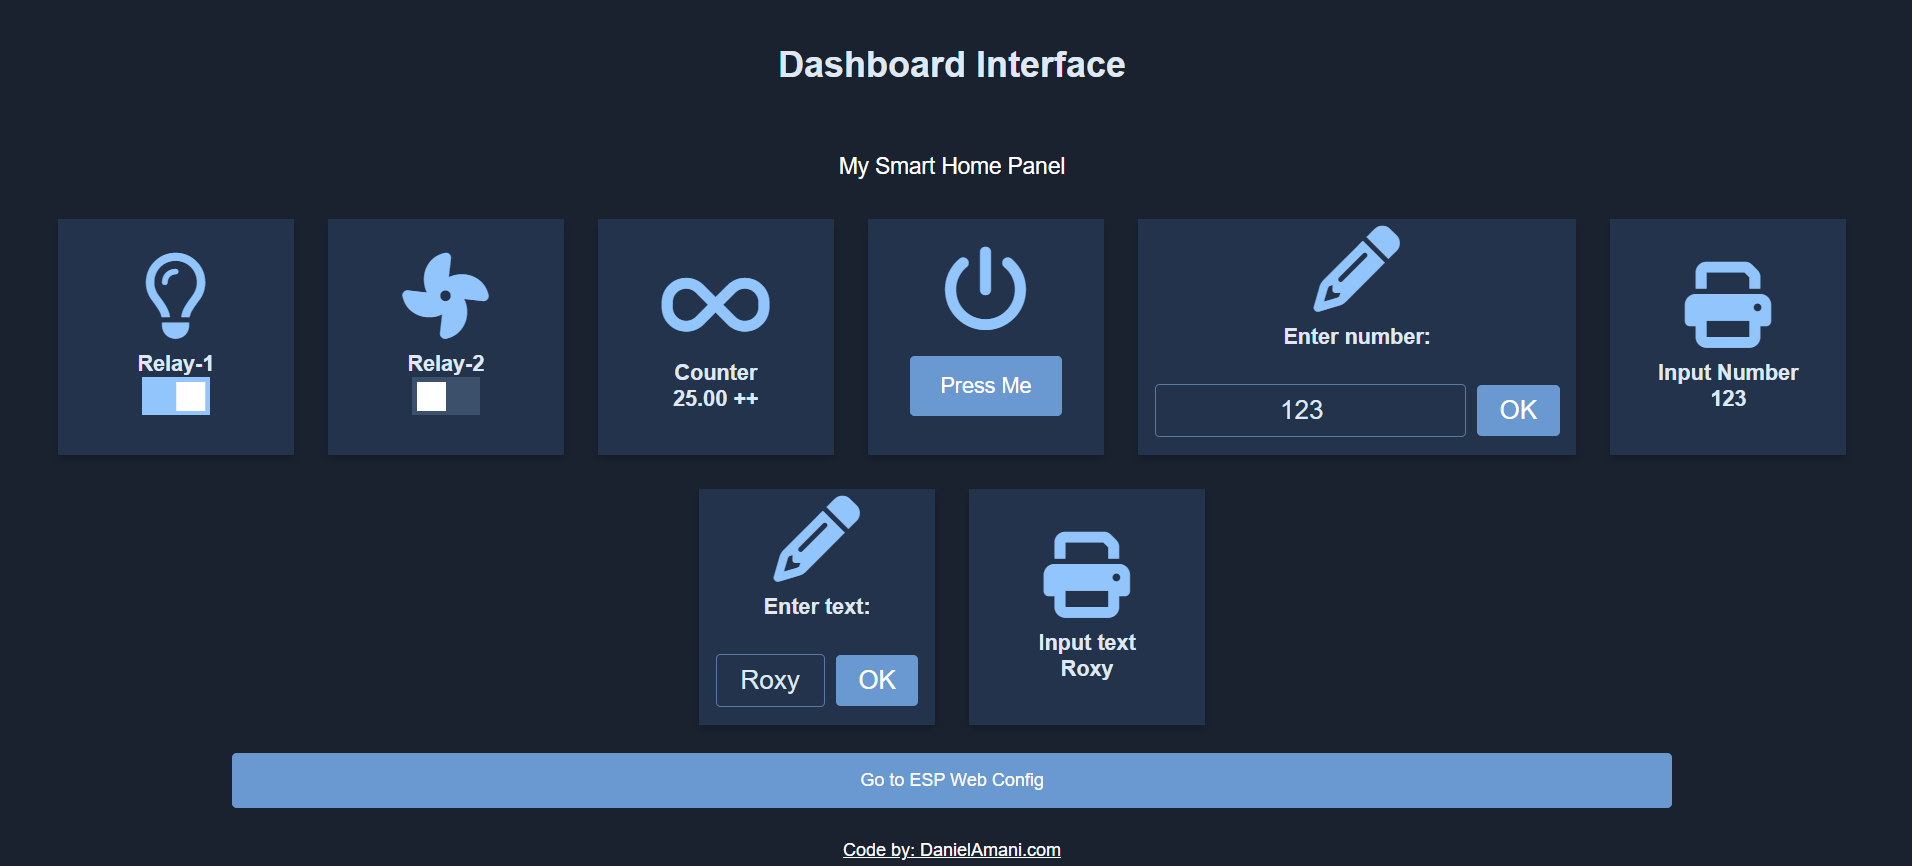 Dashboard Interface
My Smart Home Panel
Relay-1
Relay-2
Counter
25.00 ++
Press Me
Enter number:
123
OK
Input Number
123
Enter text:
Roxy
OK
Input text
Roxy
Go to ESP Web Config
Code by: DanielAmani.com